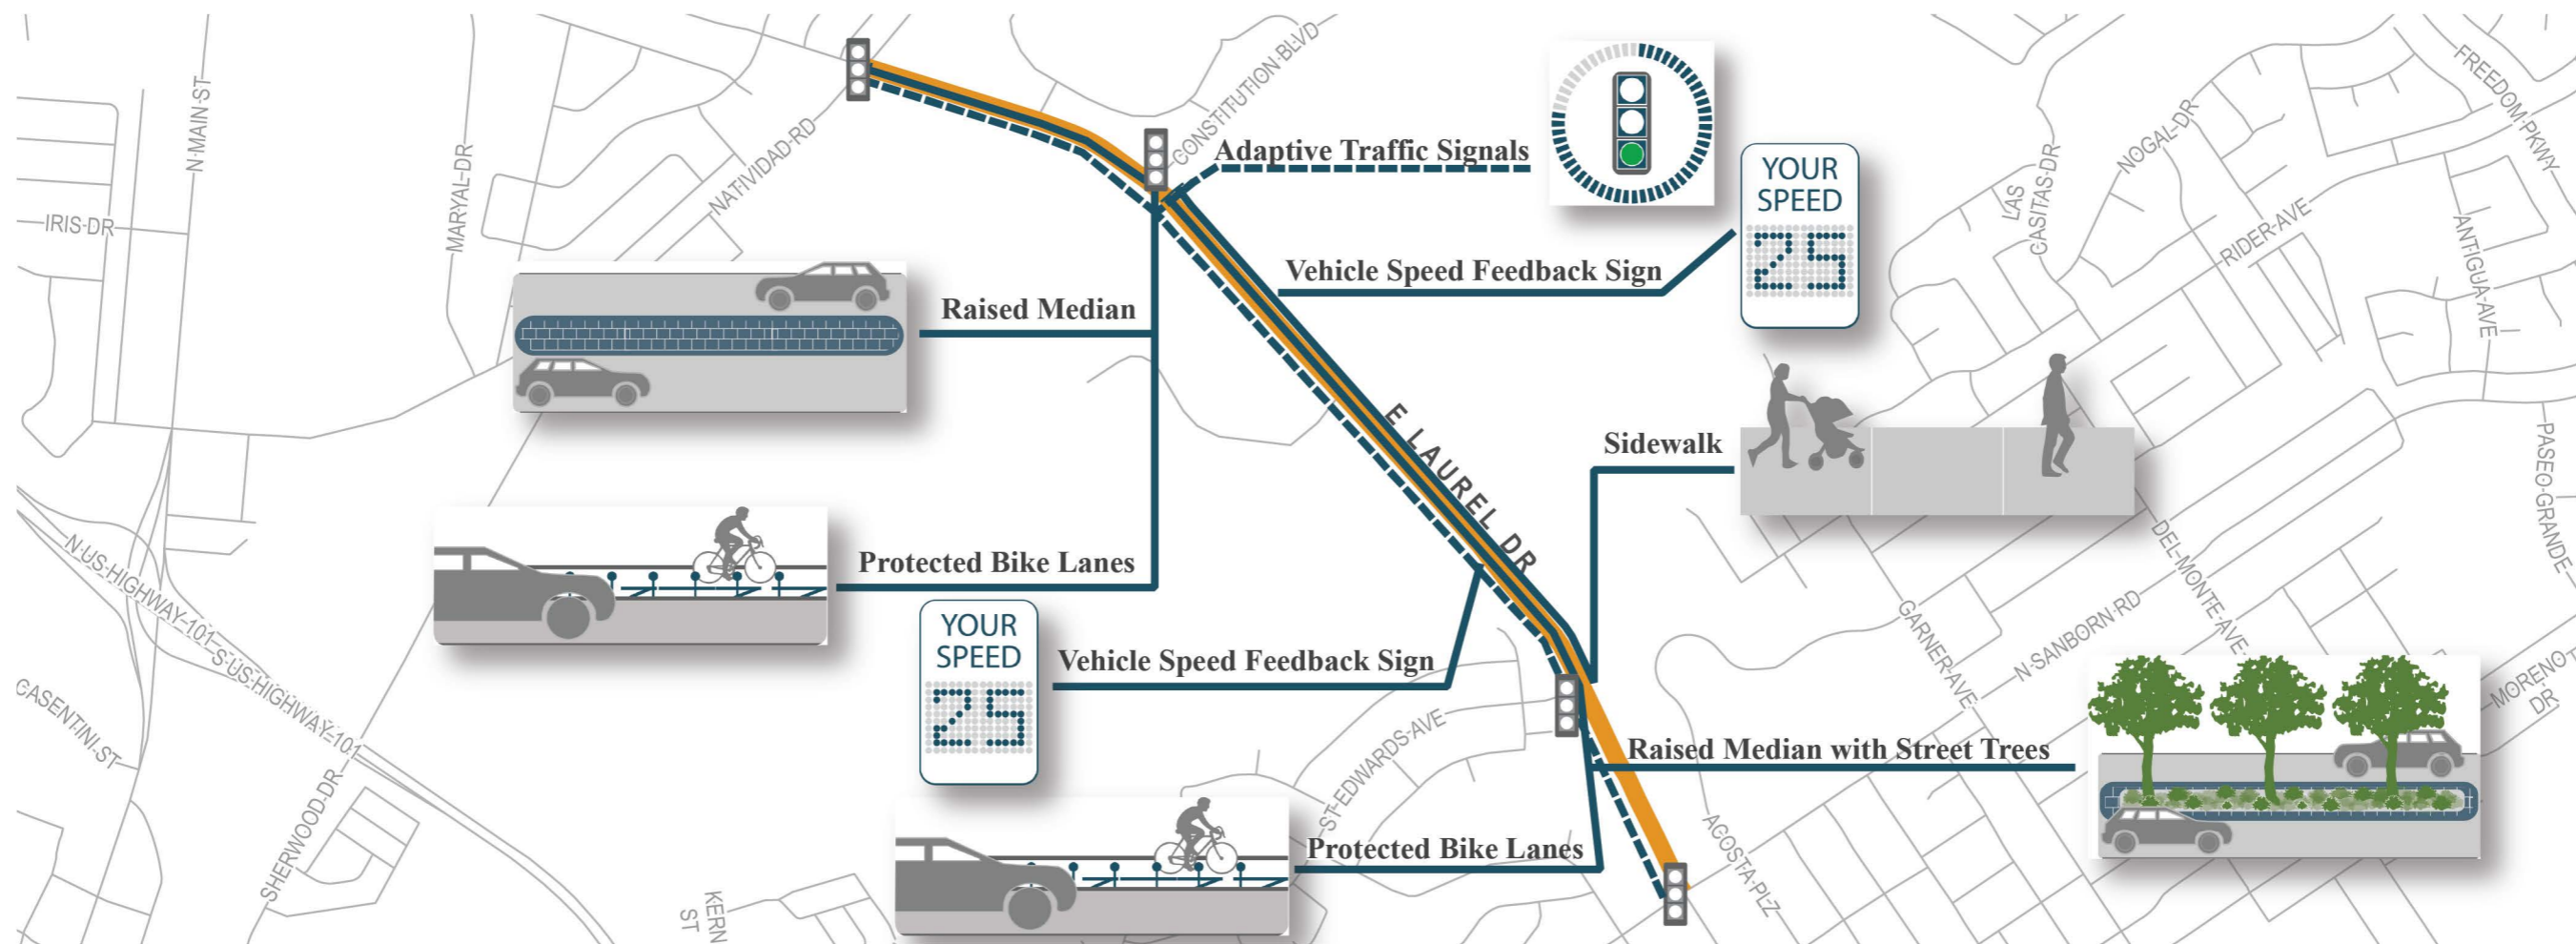 N MAIN ST
IRIS DR
MARYAL DR
NATIVIDAD RD
CONSTITUTION BLVD
Adaptive Traffic Signals
YOUR
SPEED
25
Vehicle Speed Feedback Sign
LAS
CASITAS DR
NOGAL DR
RIDER AVE
FREEDOM PKWY
ANTIGUA AVE
Raised Median
E LAUREL DR
Sidewalk
PASEO GRANDE
Protected Bike Lanes
N US HIGHWAY 101
S US HIGHWAY 101
CASENTINI ST
SHERWOOD DR
YOUR
SPEED
25
Vehicle Speed Feedback Sign
GARNER AVE
N SANBORN RD
DEL MONTE AVE
MORENO
DR
ST EDWARDS AVE
Raised Median with Street Trees
ACOSTA PLZ
Protected Bike Lanes
KERN
ST